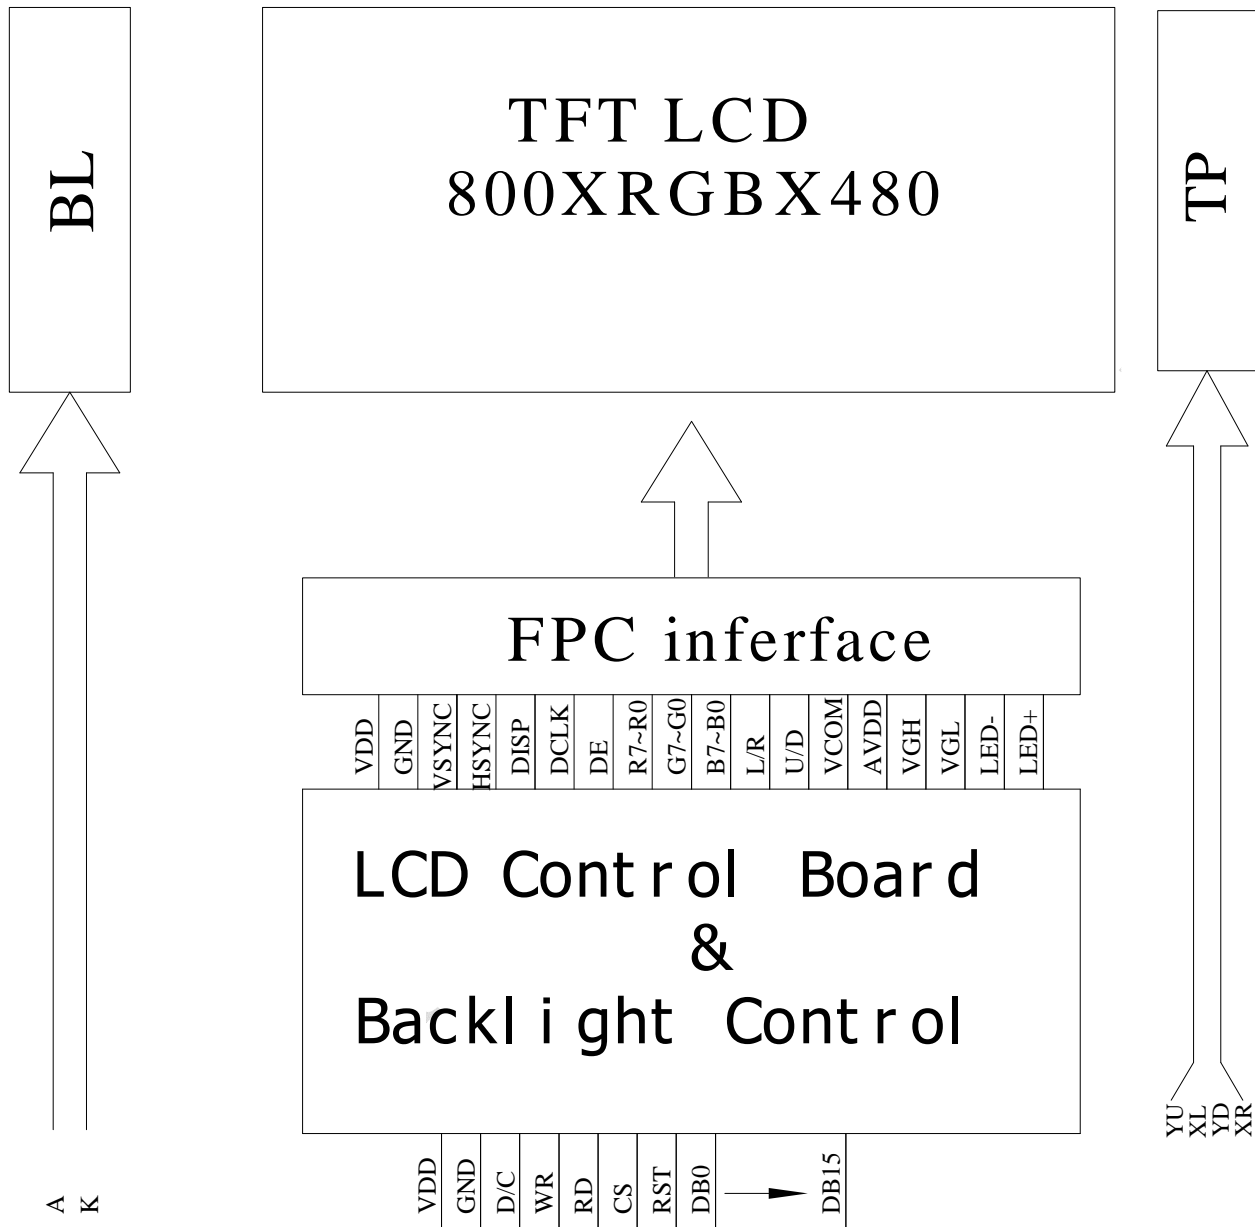 BL
TFT LCD
800XRGBX480
TP
FPC inferface
VDD
GND
VSYNC
HSYNC
DISP
DCLK
DE
R7~R0
G7~G0
B7~B0
L/R
U/D
VCOM
AVDD
VGH
VGL
LED-
LED+
LCD Control Board
&
Backlight Control
YU
XL
YD
XR
A
K
VDD
GND
D/C
WR
RD
CS
RST
DB0
DB15